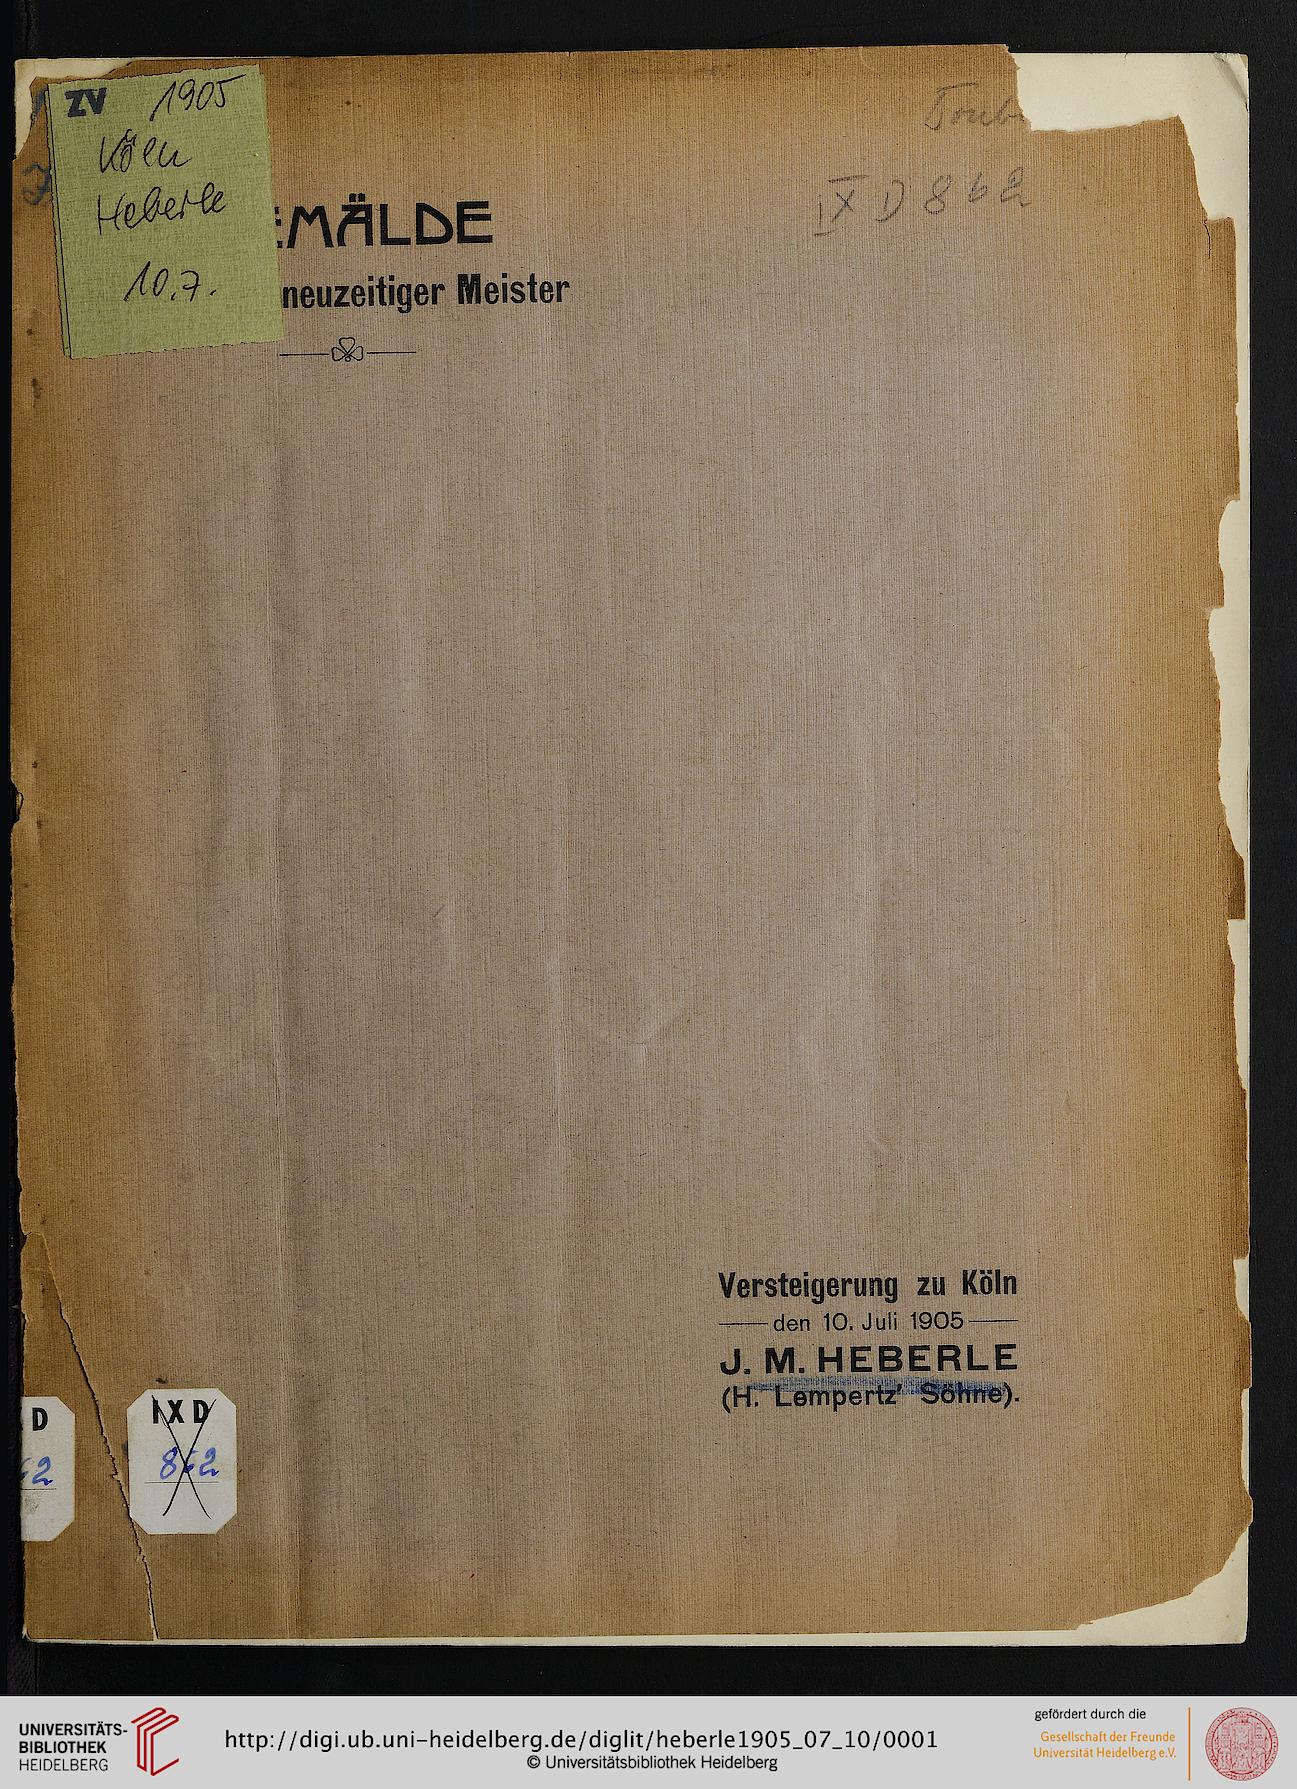 ZV 1905
Köln
Heberle
10.7.
IX D 862
EMÄLDE
neuzeitiger Meister
Versteigerung zu Köln
den 10. Juli 1905
J. M. HEBERLE
(H. Lempertz' Söhne).
D
62
IXD
862
UNIVERSITÄTS-
BIBLIOTHEK
HEIDELBERG
http://digi.ub.uni-heidelberg.de/diglit/heberle1905_07_10/0001
© Universitätsbibliothek Heidelberg
gefördert durch die
Gesellschaft der Freunde
Universität Heidelberg e.V.